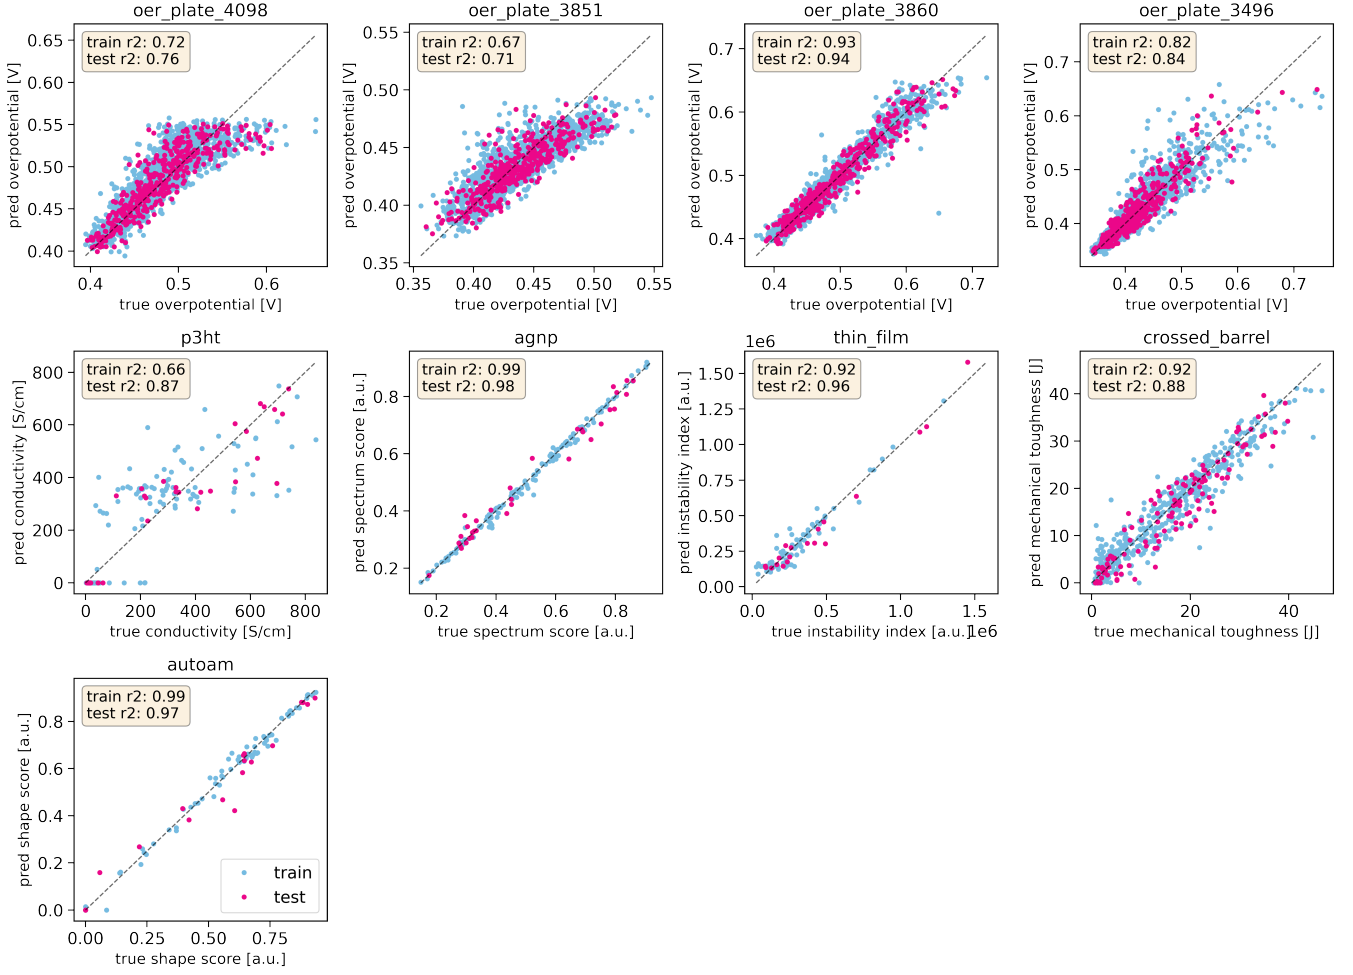 oer_plate_4098
train r2: 0.72
test r2: 0.76
pred overpotential [V]
0.65
0.60
0.55
0.50
0.45
0.40
0.4 0.5 0.6
true overpotential [V]
oer_plate_3851
train r2: 0.67
test r2: 0.71
pred overpotential [V]
0.55
0.50
0.45
0.40
0.35
0.35 0.40 0.45 0.50 0.55
true overpotential [V]
oer_plate_3860
train r2: 0.93
test r2: 0.94
pred overpotential [V]
0.7
0.6
0.5
0.4
0.4 0.5 0.6 0.7
true overpotential [V]
oer_plate_3496
train r2: 0.82
test r2: 0.84
pred overpotential [V]
0.7
0.6
0.5
0.4
0.4 0.5 0.6 0.7
true overpotential [V]
p3ht
train r2: 0.66
test r2: 0.87
pred conductivity [S/cm]
800
600
400
200
0
0 200 400 600 800
true conductivity [S/cm]
agnp
train r2: 0.99
test r2: 0.98
pred spectrum score [a.u.]
0.8
0.6
0.4
0.2
0.2 0.4 0.6 0.8
true spectrum score [a.u.]
thin_film
1e6
train r2: 0.92
test r2: 0.96
pred instability index [a.u.]
1.50
1.25
1.00
0.75
0.50
0.25
0.00
0.0 0.5 1.0 1.5
true instability index [a.u.]
1e6
crossed_barrel
train r2: 0.92
test r2: 0.88
pred mechanical toughness [J]
40
30
20
10
0
0 20 40
true mechanical toughness [J]
autoam
train r2: 0.99
test r2: 0.97
pred shape score [a.u.]
0.8
0.6
0.4
0.2
0.0
0.00 0.25 0.50 0.75
true shape score [a.u.]
train
test